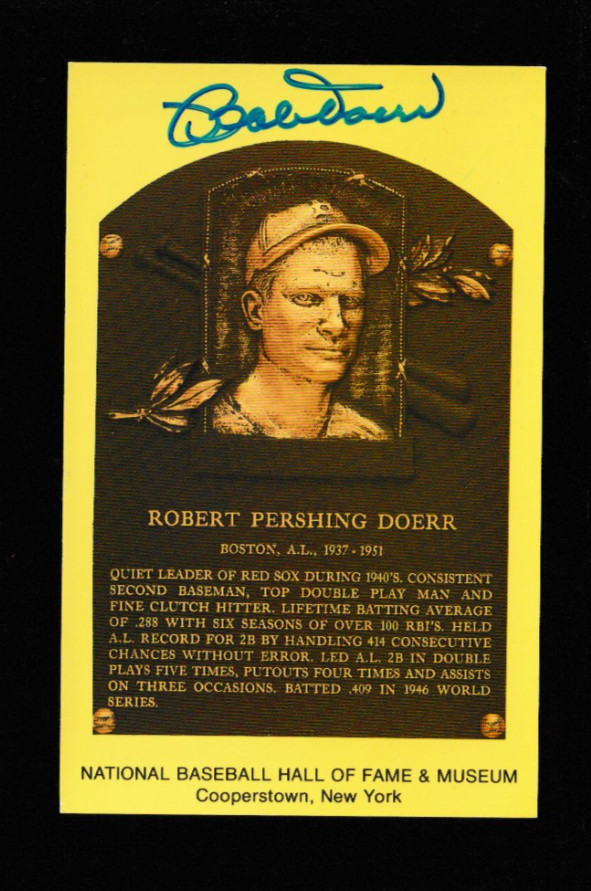 Bob Doerr
B
ROBERT PERSHING DOERR
BOSTON, A.L., 1937-1951
QUIET LEADER OF RED SOX DURING 1940'S. CONSISTENT
SECOND BASEMAN, TOP DOUBLE PLAY MAN AND
FINE CLUTCH HITTER. LIFETIME BATTING AVERAGE
OF .288 WITH SIX SEASONS OF OVER 100 RBI'S. HELD
A.L. RECORD FOR 2B BY HANDLING 414 CONSECUTIVE
CHANCES WITHOUT ERROR. LED A.L. 2B IN DOUBLE
PLAYS FIVE TIMES, PUTOUTS FOUR TIMES AND ASSISTS
ON THREE OCCASIONS. BATTED .409 IN 1946 WORLD
SERIES.
NATIONAL BASEBALL HALL OF FAME & MUSEUM
Cooperstown, New York